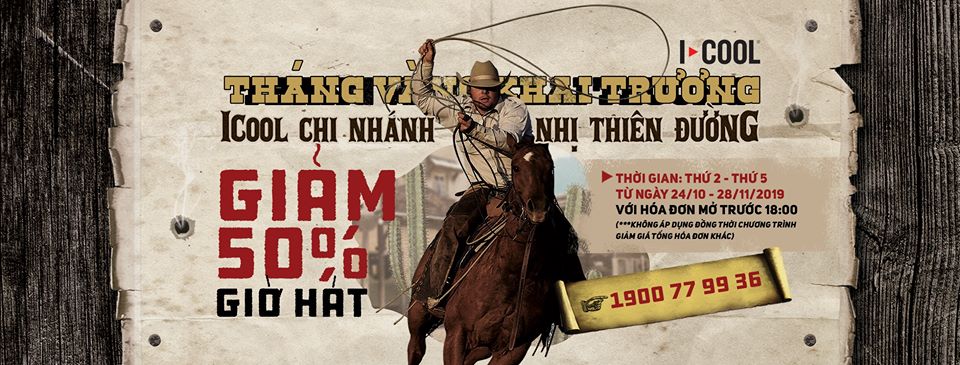 I COOL
THÁNG VÀNG KHAI TRƯƠNG
ICOOL CHI NHÁNH NHỊ THIÊN ĐƯỜNG
GIẢM
50%
GIỜ HÁT
THỜI GIAN: THỨ 2 - THỨ 5
TỪ NGÀY 24/10 - 28/11/2019
VỚI HÓA ĐƠN MỞ TRƯỚC 18:00
(***KHÔNG ÁP DỤNG ĐỒNG THỜI CHƯƠNG TRÌNH
GIẢM GIÁ TỔNG HÓA ĐƠN KHÁC)
1900 77 99 36